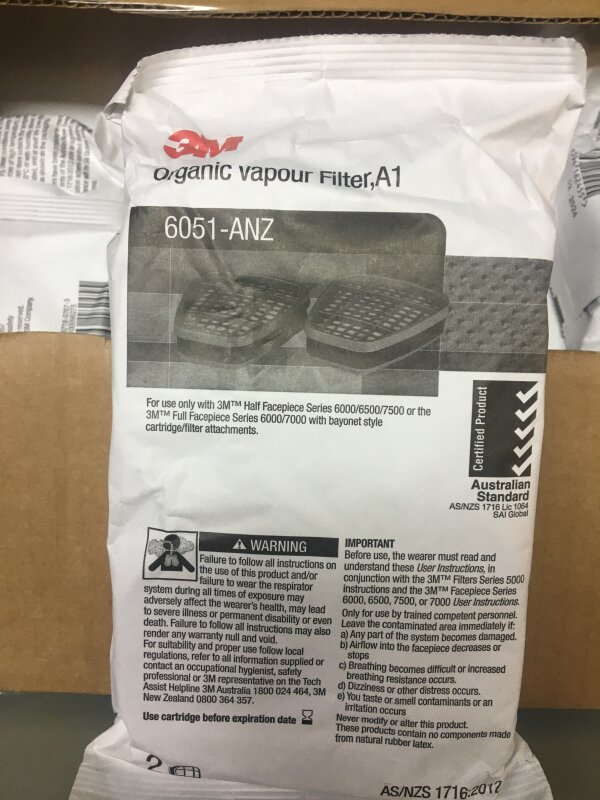 3M
Organic Vapour Filter,A1
6051-ANZ
For use only with 3M™ Half Facepiece Series 6000/6500/7500 or the
3M™ Full Facepiece Series 6000/7000 with bayonet style
cartridge/filter attachments.
Certified Product
Australian
Standard
AS/NZS 1716 Lic 1064
SAI Global
WARNING
Failure to follow all instructions on
the use of this product and/or
failure to wear the respirator
system during all times of exposure may
adversely affect the wearer's health, may lead
to severe illness or permanent disability or even
death. Failure to follow all instructions may also
render any warranty null and void.
For suitability and proper use follow local
regulations, refer to all information supplied or
contact an occupational hygienist, safety
professional or 3M representative on the Tech
Assist Helpline 3M Australia 1800 024 464, 3M
New Zealand 0800 364 357.
Use cartridge before expiration date
IMPORTANT
Before use, the wearer must read and
understand these User Instructions, in
conjunction with the 3M™ Filters Series 5000
instructions and the 3M™ Facepiece Series
6000, 6500, 7500, or 7000 User Instructions.
Only for use by trained competent personnel.
Leave the contaminated area immediately if:
a) Any part of the system becomes damaged.
b) Airflow into the facepiece decreases or
stops
c) Breathing becomes difficult or increased
breathing resistance occurs.
d) Dizziness or other distress occurs.
e) You taste or smell contaminants or an
irritation occurs
Never modify or alter this product.
These products contain no components made
from natural rubber latex.
2
AS/NZS 1716:2012